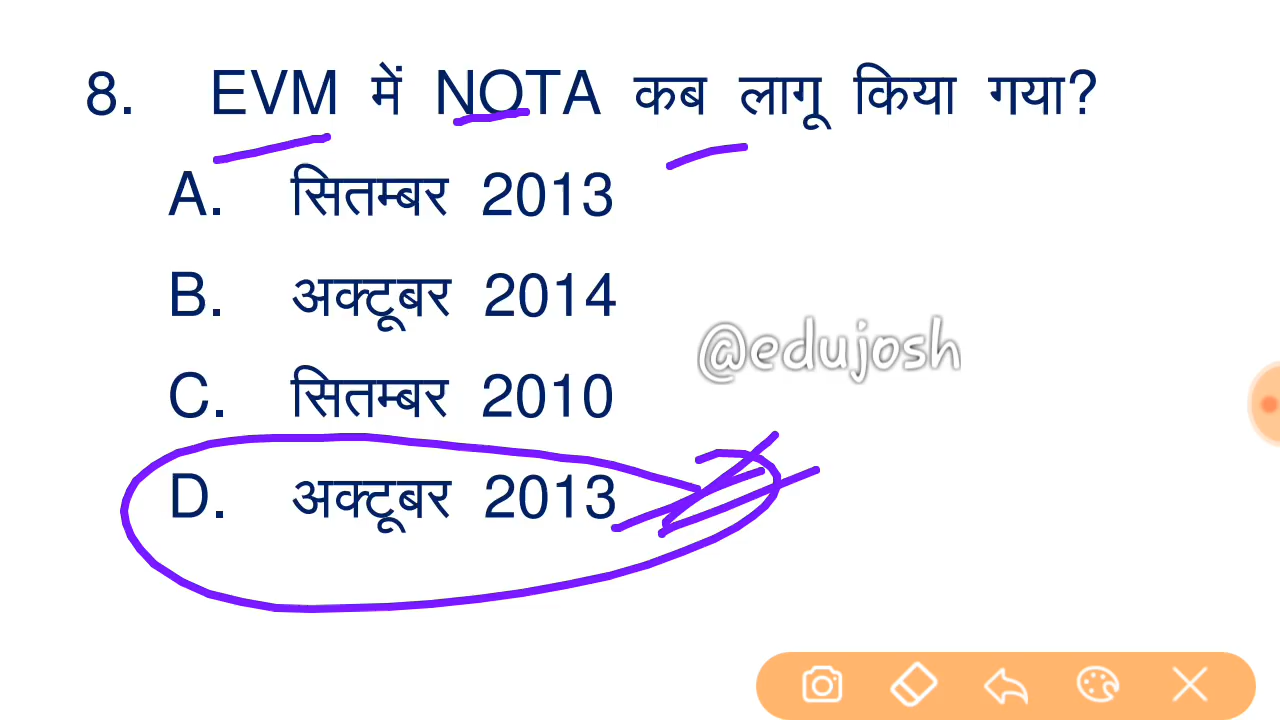 8. EVM में NOTA कब लागू किया गया?
A. सितम्बर 2013
B. अक्टूबर 2014
@edujosh
C. सितम्बर 2010
D. अक्टूबर 2013